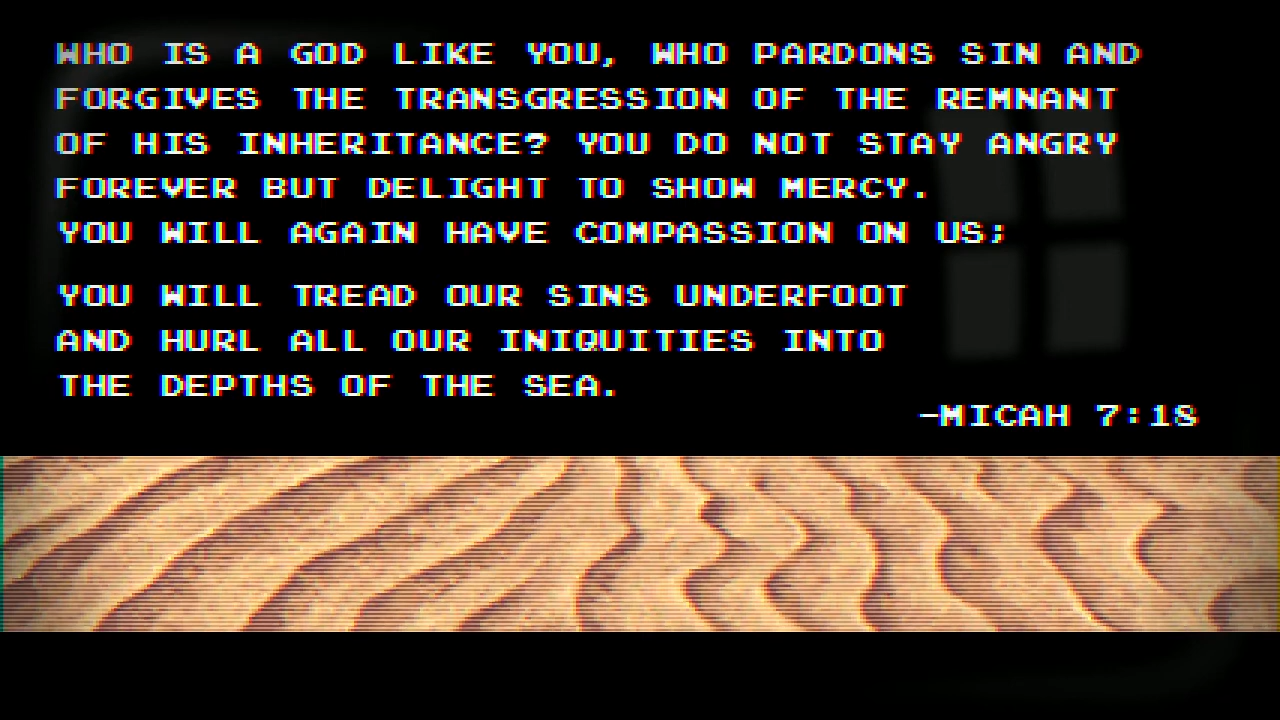 WHO IS A GOD LIKE YOU, WHO PARDONS SIN AND
FORGIVES THE TRANSGRESSION OF THE REMNANT
OF HIS INHERITANCE? YOU DO NOT STAY ANGRY
FOREVER BUT DELIGHT TO SHOW MERCY.
YOU WILL AGAIN HAVE COMPASSION ON US;
YOU WILL TREAD OUR SINS UNDERFOOT
AND HURL ALL OUR INIQUITIES INTO
THE DEPTHS OF THE SEA.
-MICAH 7:18